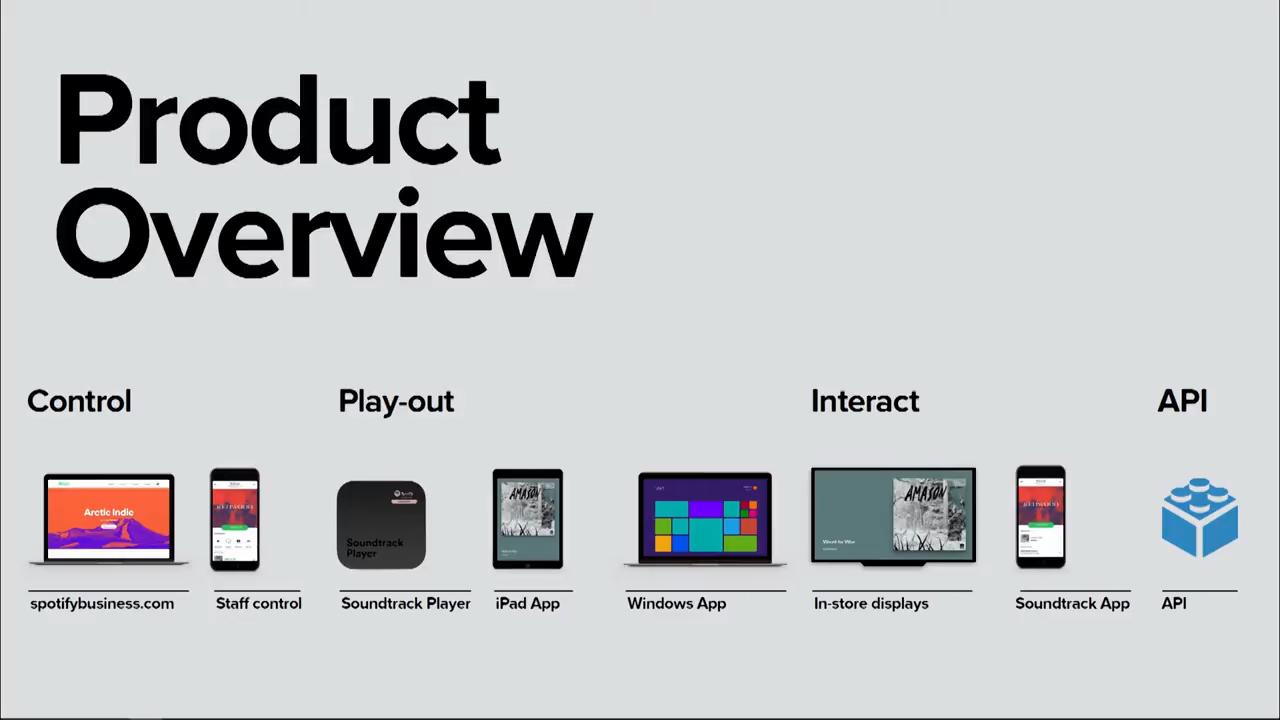 Product
Overview
Control
Play-out
Interact
API
Arctic Indie
Soundtrack
Player
AMASON
AMASON
spotifybusiness.com
Staff control
Soundtrack Player
iPad App
Windows App
In-store displays
Soundtrack App
API